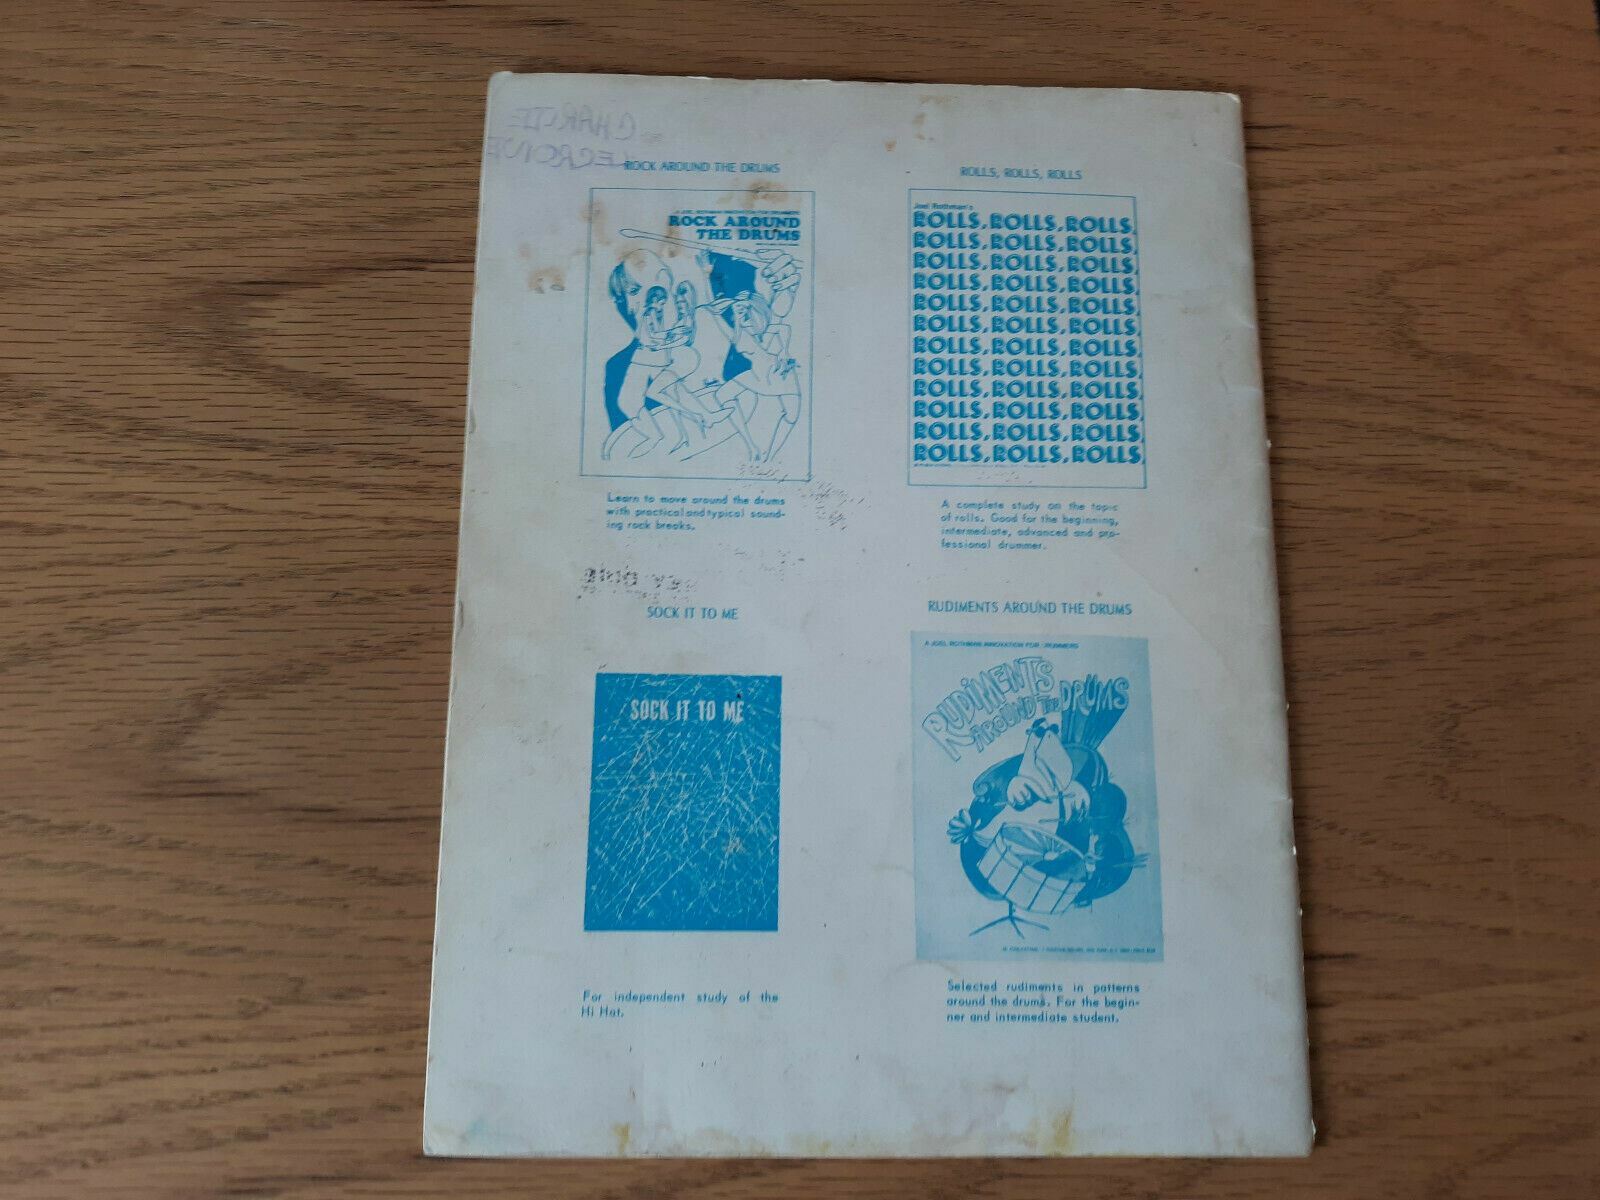 CHARLIE
ROCK AROUND THE DRUMS
A JOEL ROTHMAN INNOVATION FOR DRUMMERS
ROCK AROUND
THE DRUMS
Learn to move around the drums
with practical and typical sound-
ing rock breaks.
ROLLS, ROLLS, ROLLS
Joel Rothman's
ROLLS, ROLLS, ROLLS,
ROLLS, ROLLS, ROLLS,
ROLLS, ROLLS, ROLLS,
ROLLS, ROLLS, ROLLS,
ROLLS, ROLLS, ROLLS,
ROLLS, ROLLS, ROLLS,
ROLLS, ROLLS, ROLLS,
ROLLS, ROLLS, ROLLS,
ROLLS, ROLLS, ROLLS,
ROLLS, ROLLS, ROLLS,
ROLLS, ROLLS, ROLLS,
ROLLS, ROLLS, ROLLS,
A complete study on the topic
of rolls. Good for the beginning,
intermediate, advanced and pro-
fessional drummer.
SOCK IT TO ME
SOCK IT TO ME
For independent study of the
Hi Hat.
RUDIMENTS AROUND THE DRUMS
A JOEL ROTHMAN INNOVATION FOR DRUMMERS
RUDIMENTS
AROUND THE DRUMS
Selected rudiments in patterns
around the drums. For the begin-
ner and intermediate student.